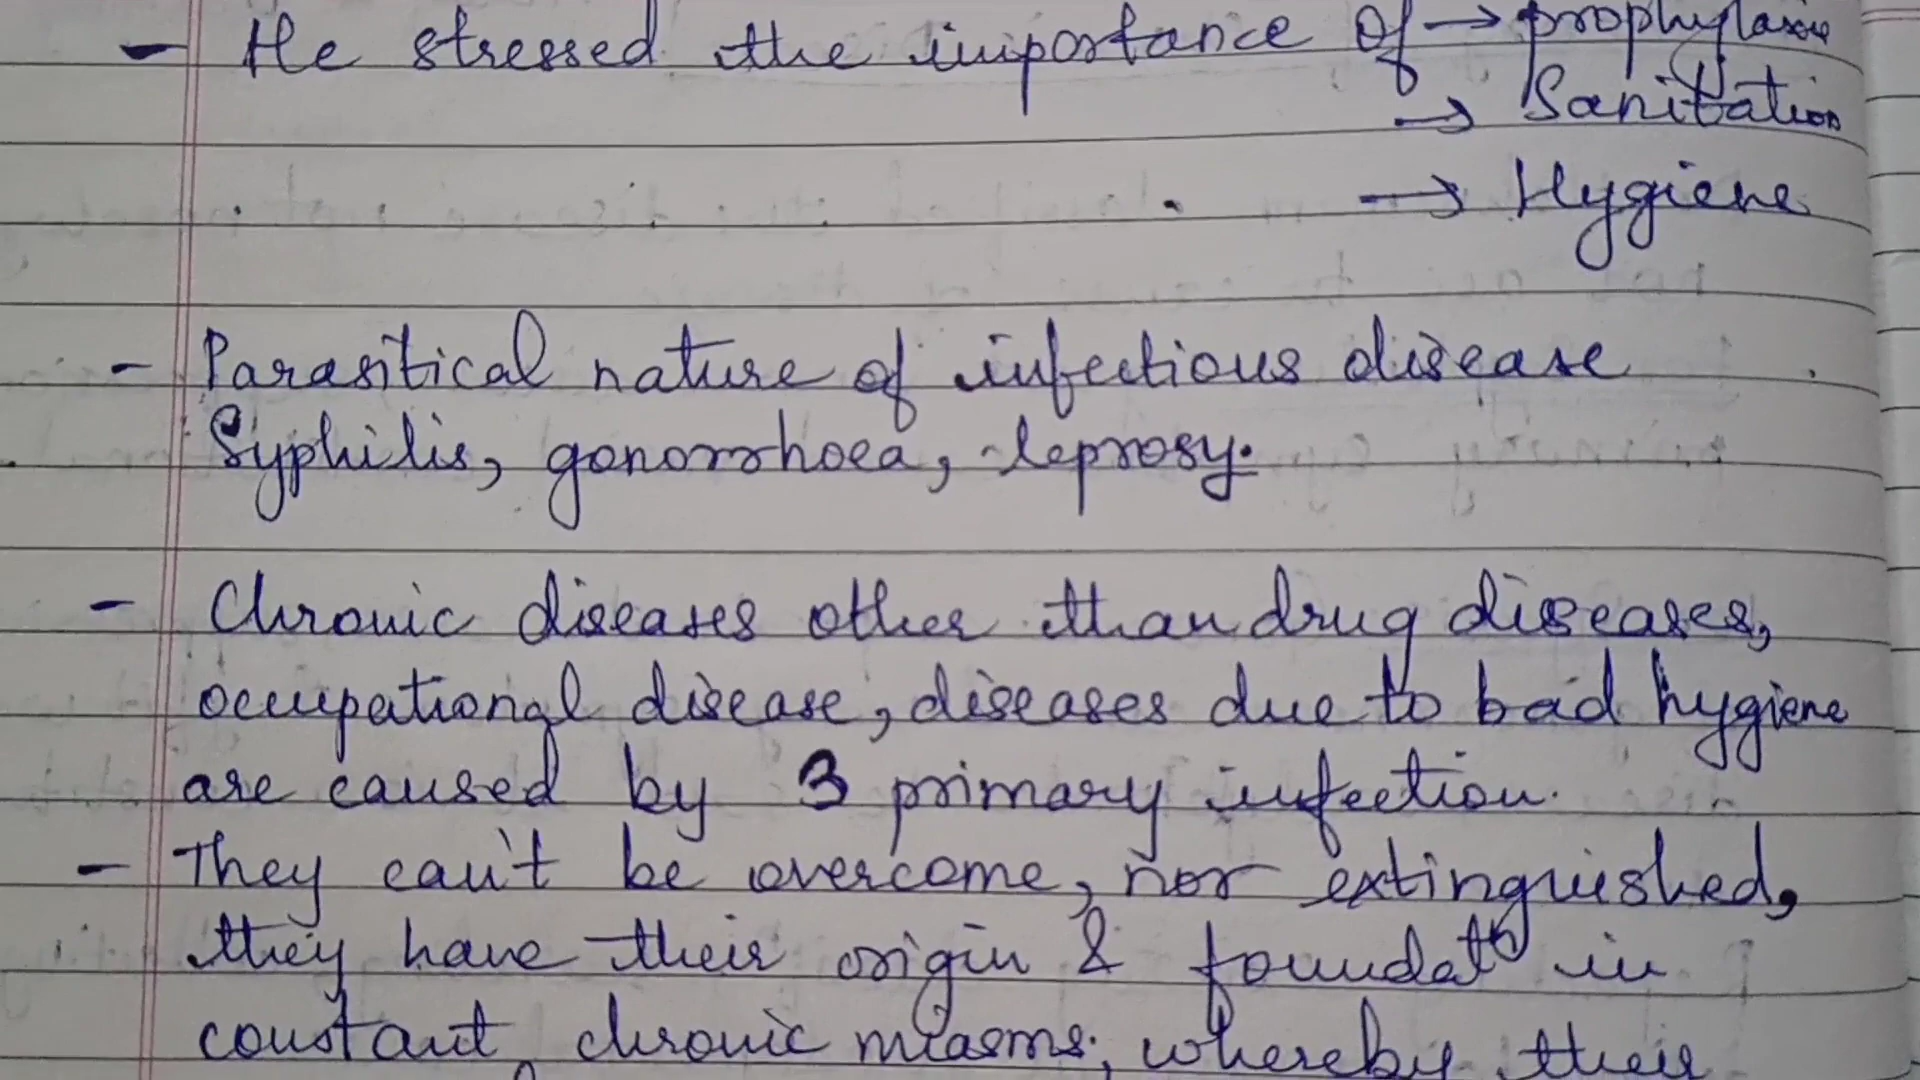 - He stressed the importance of → prophylaxis
→ Sanitation
→ Hygiene
- Parasitical nature of infectious disease
Syphilis, gonorrhoea, leprosy.
- Chronic diseases other than drug diseases,
occupational disease, diseases due to bad hygiene
are caused by 3 primary infection.
- They can't be overcome, nor extinguished,
they have their origin & foundatn in
constant chronic miasms, whereby their